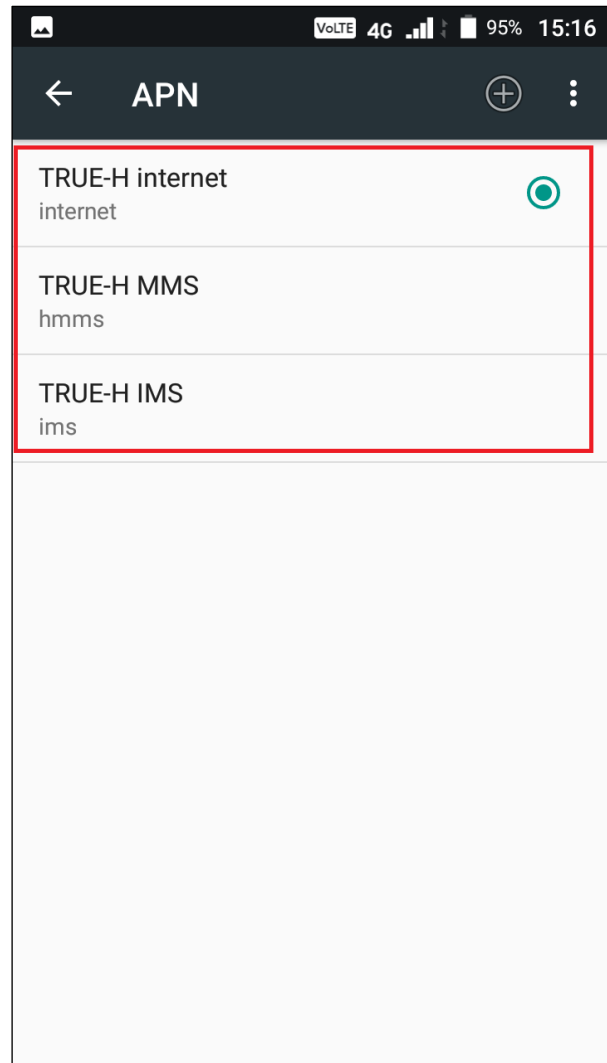 VoLTE 4G 95% 15:16
APN
TRUE-H internet
internet
TRUE-H MMS
hmms
TRUE-H IMS
ims